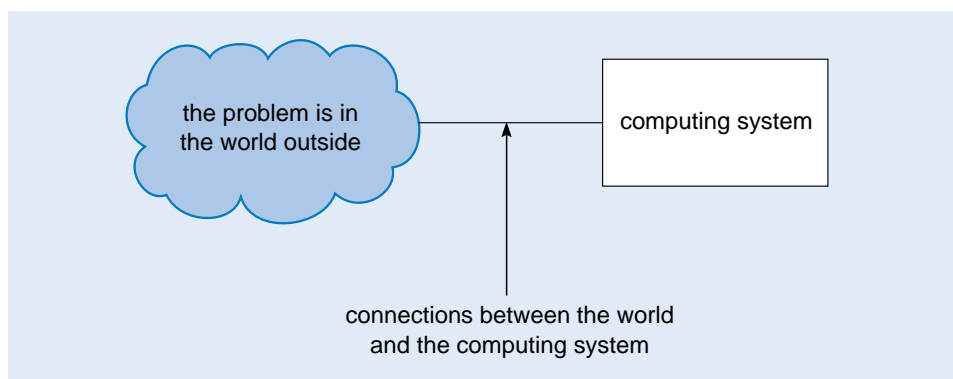 the problem is in
the world outside
computing system
connections between the world
and the computing system